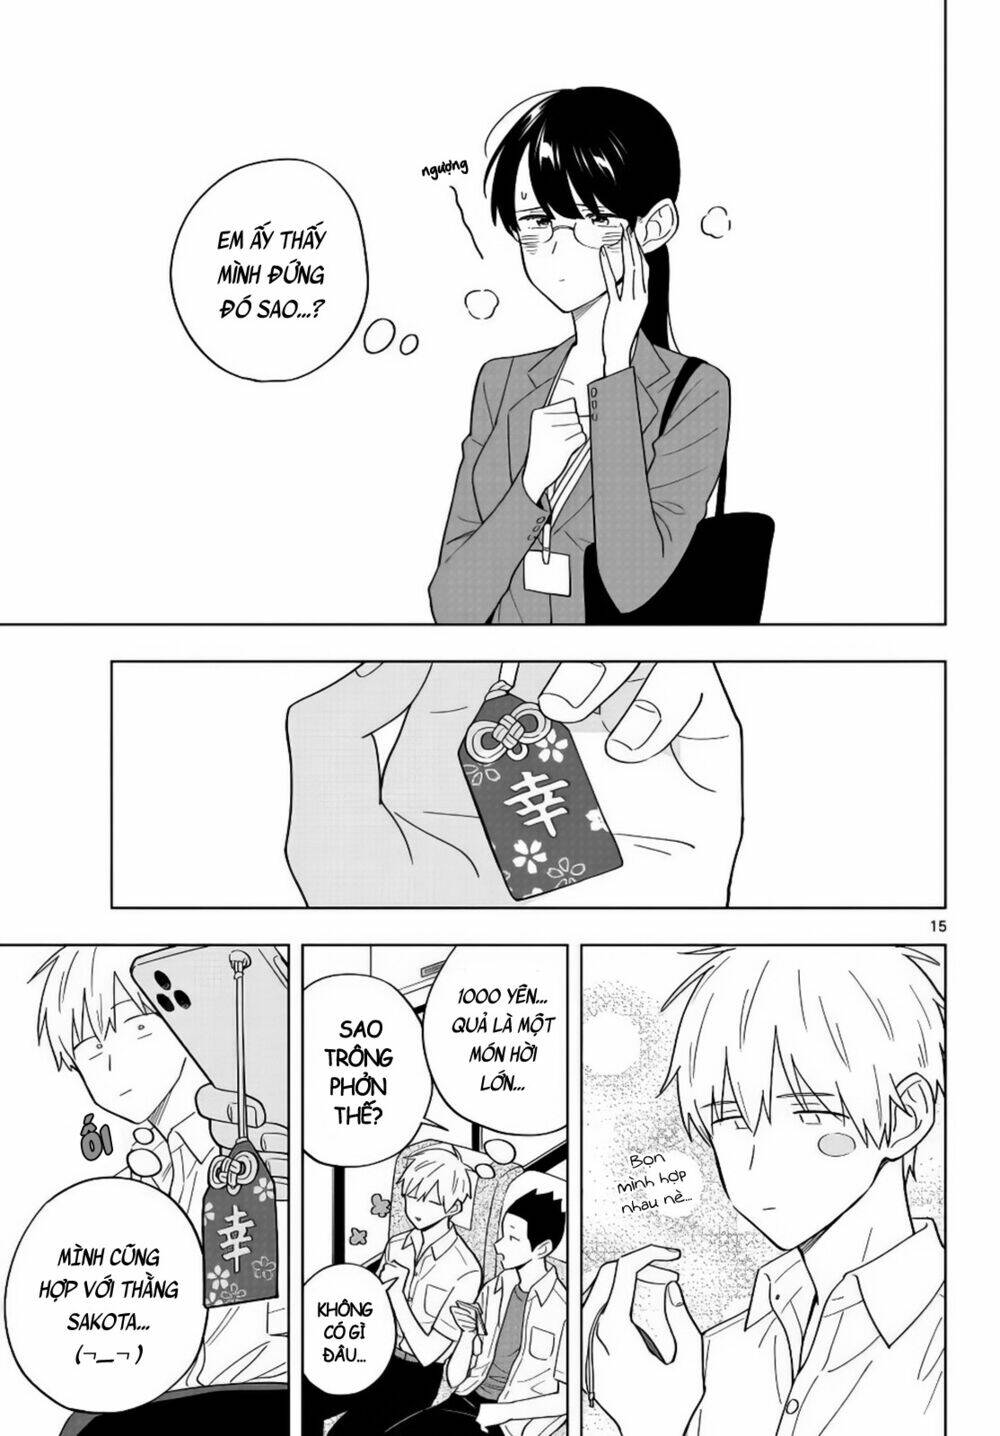 ngượng
EM ẤY THẤY
MÌNH ĐỨNG
ĐÓ SAO...?
幸
15
Bọn
mình hợp
nhau nè...
1000 YÊN...
QUẢ LÀ MỘT
MÓN HỜI
LỚN...
SAO
TRÔNG
PHỞN
THẾ?
KHÔNG
CÓ GÌ
ĐÂU...
ỒI
幸
MÌNH CŨNG
HỢP VỚI THẰNG
SAKOTA...
(¬_¬)